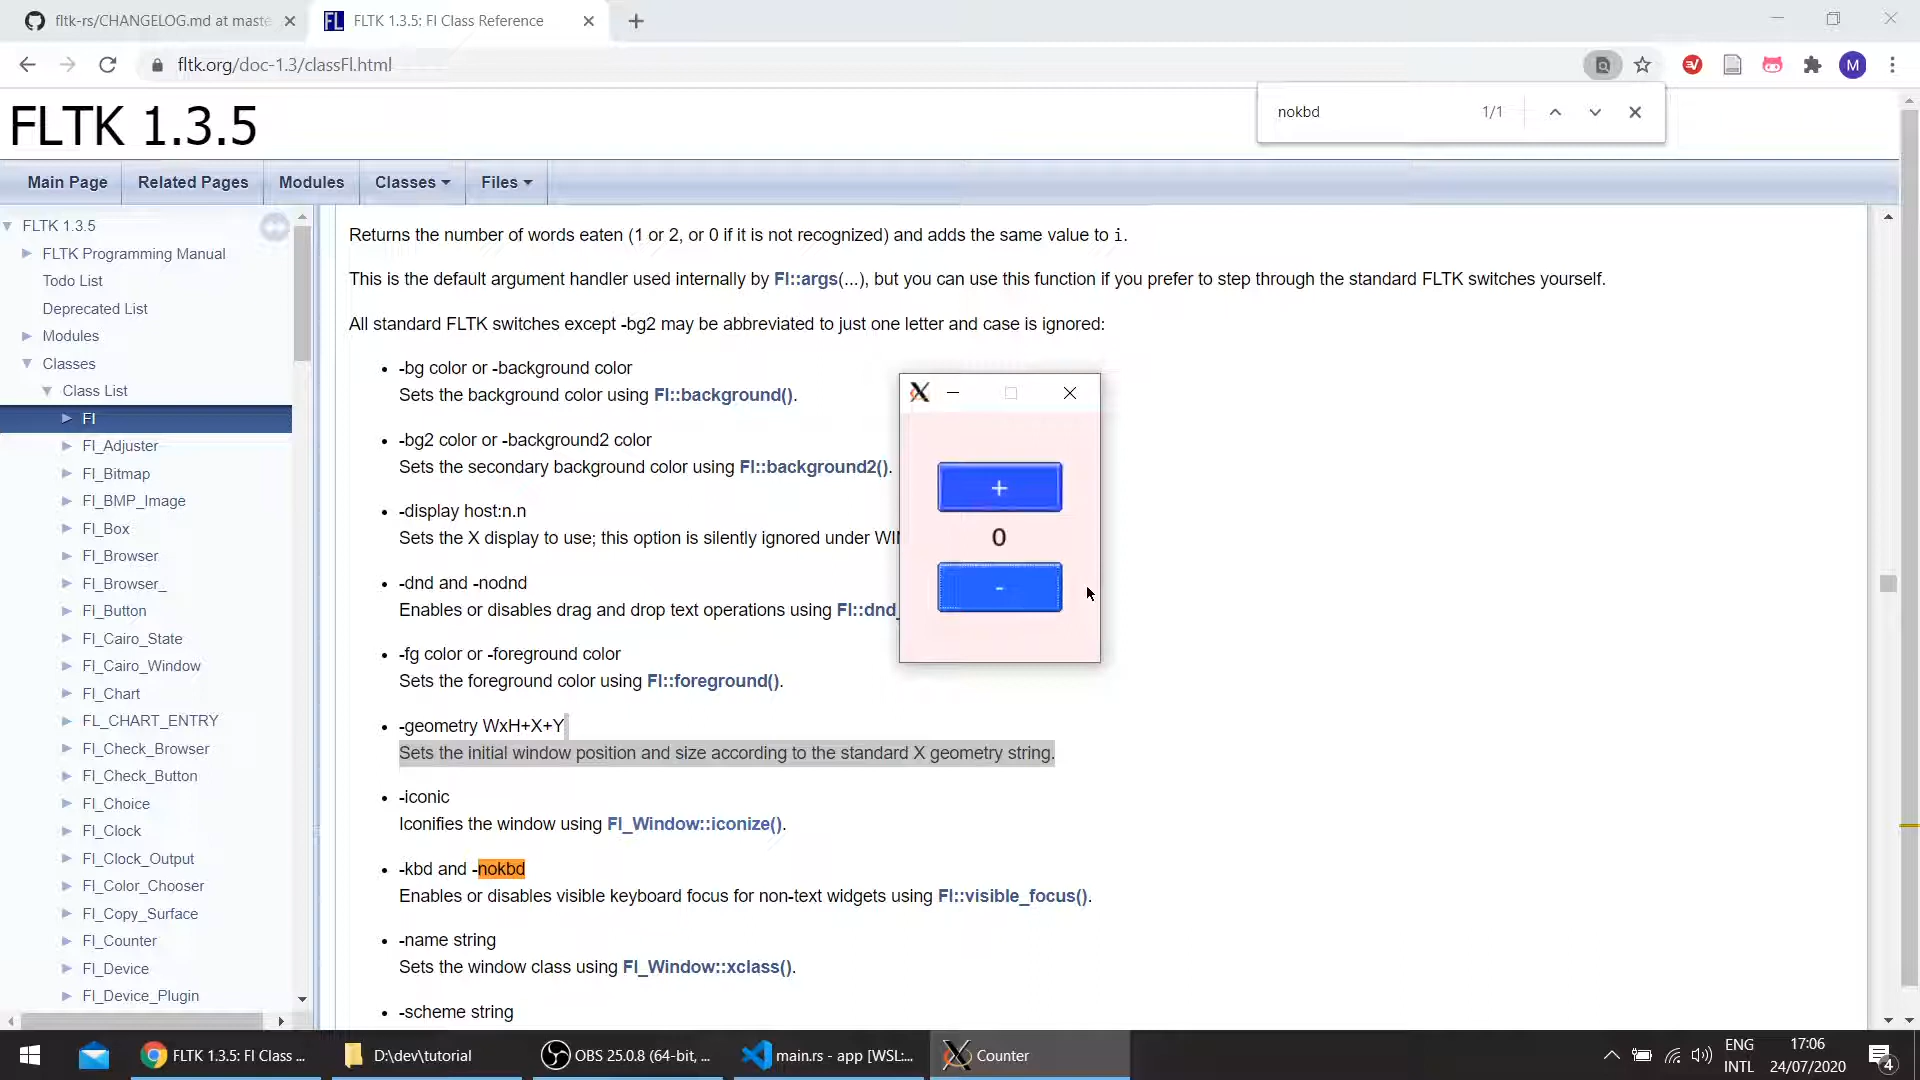 fltk-rs/CHANGELOG.md at maste
FLTK 1.3.5: Fl Class Reference
fltk.org/doc-1.3/classFl.html
M
nokbd 1/1
FLTK 1.3.5
Main Page Related Pages Modules Classes Files
FLTK 1.3.5
FLTK Programming Manual
Todo List
Deprecated List
Modules
Classes
Class List
Fl
Fl_Adjuster
Fl_Bitmap
Fl_BMP_Image
Fl_Box
Fl_Browser
Fl_Browser_
Fl_Button
Fl_Cairo_State
Fl_Cairo_Window
Fl_Chart
FL_CHART_ENTRY
Fl_Check_Browser
Fl_Check_Button
Fl_Choice
Fl_Clock
Fl_Clock_Output
Fl_Color_Chooser
Fl_Copy_Surface
Fl_Counter
Fl_Device
Fl_Device_Plugin
Returns the number of words eaten (1 or 2, or 0 if it is not recognized) and adds the same value to i.
This is the default argument handler used internally by Fl::args(...), but you can use this function if you prefer to step through the standard FLTK switches yourself.
All standard FLTK switches except -bg2 may be abbreviated to just one letter and case is ignored:
• -bg color or -background color
Sets the background color using Fl::background().
• -bg2 color or -background2 color
Sets the secondary background color using Fl::background2().
• -display host:n.n
Sets the X display to use; this option is silently ignored under WI
• -dnd and -nodnd
Enables or disables drag and drop text operations using Fl::dnd_
• -fg color or -foreground color
Sets the foreground color using Fl::foreground().
• -geometry WxH+X+Y
Sets the initial window position and size according to the standard X geometry string.
• -iconic
Iconifies the window using Fl_Window::iconize().
• -kbd and -nokbd
Enables or disables visible keyboard focus for non-text widgets using Fl::visible_focus().
• -name string
Sets the window class using Fl_Window::xclass().
• -scheme string
+
0
-
FLTK 1.3.5: Fl Class ...
D:\dev\tutorial
OBS 25.0.8 (64-bit, ...
main.rs - app [WSL:...
Counter
ENG
INTL
17:06
24/07/2020
4